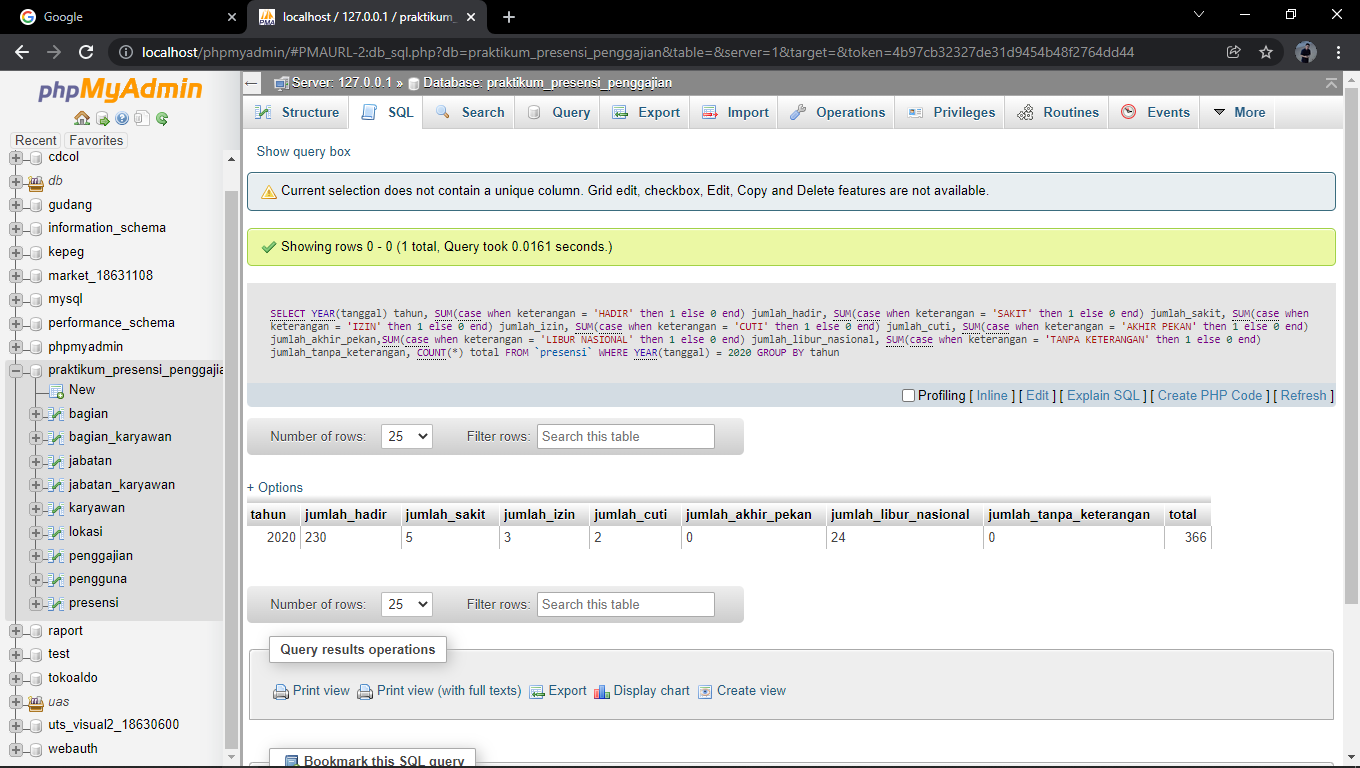 Google
localhost / 127.0.0.1 / praktikum_
localhost/phpmyadmin/#PMAURL-2:db_sql.php?db=praktikum_presensi_penggajian&table=&server=1&target=&token=4b97cb32327de31d9454b48f2764dd44
phpMyAdmin
Recent Favorites
cdcol
db
gudang
information_schema
kepeg
market_18631108
mysql
performance_schema
phpmyadmin
praktikum_presensi_penggajia
New
bagian
bagian_karyawan
jabatan
jabatan_karyawan
karyawan
lokasi
penggajian
pengguna
presensi
raport
test
tokoaldo
uas
uts_visual2_18630600
webauth
Server: 127.0.0.1 » Database: praktikum_presensi_penggajian
Structure SQL Search Query Export Import Operations Privileges Routines Events More
Show query box
Current selection does not contain a unique column. Grid edit, checkbox, Edit, Copy and Delete features are not available.
Showing rows 0 - 0 (1 total, Query took 0.0161 seconds.)
SELECT YEAR(tanggal) tahun, SUM(case when keterangan = 'HADIR' then 1 else 0 end) jumlah_hadir, SUM(case when keterangan = 'SAKIT' then 1 else 0 end) jumlah_sakit, SUM(case when
keterangan = 'IZIN' then 1 else 0 end) jumlah_izin, SUM(case when keterangan = 'CUTI' then 1 else 0 end) jumlah_cuti, SUM(case when keterangan = 'AKHIR PEKAN' then 1 else 0 end)
jumlah_akhir_pekan,SUM(case when keterangan = 'LIBUR NASIONAL' then 1 else 0 end) jumlah_libur_nasional, SUM(case when keterangan = 'TANPA KETERANGAN' then 1 else 0 end)
jumlah_tanpa_keterangan, COUNT(*) total FROM `presensi` WHERE YEAR(tanggal) = 2020 GROUP BY tahun
Profiling [ Inline ] [ Edit ] [ Explain SQL ] [ Create PHP Code ] [ Refresh ]
Number of rows: 25 Filter rows: Search this table
+ Options
tahun jumlah_hadir jumlah_sakit jumlah_izin jumlah_cuti jumlah_akhir_pekan jumlah_libur_nasional jumlah_tanpa_keterangan total
2020 230 5 3 2 0 24 0 366
Number of rows: 25 Filter rows: Search this table
Query results operations
Print view Print view (with full texts) Export Display chart Create view
Bookmark this SQL query